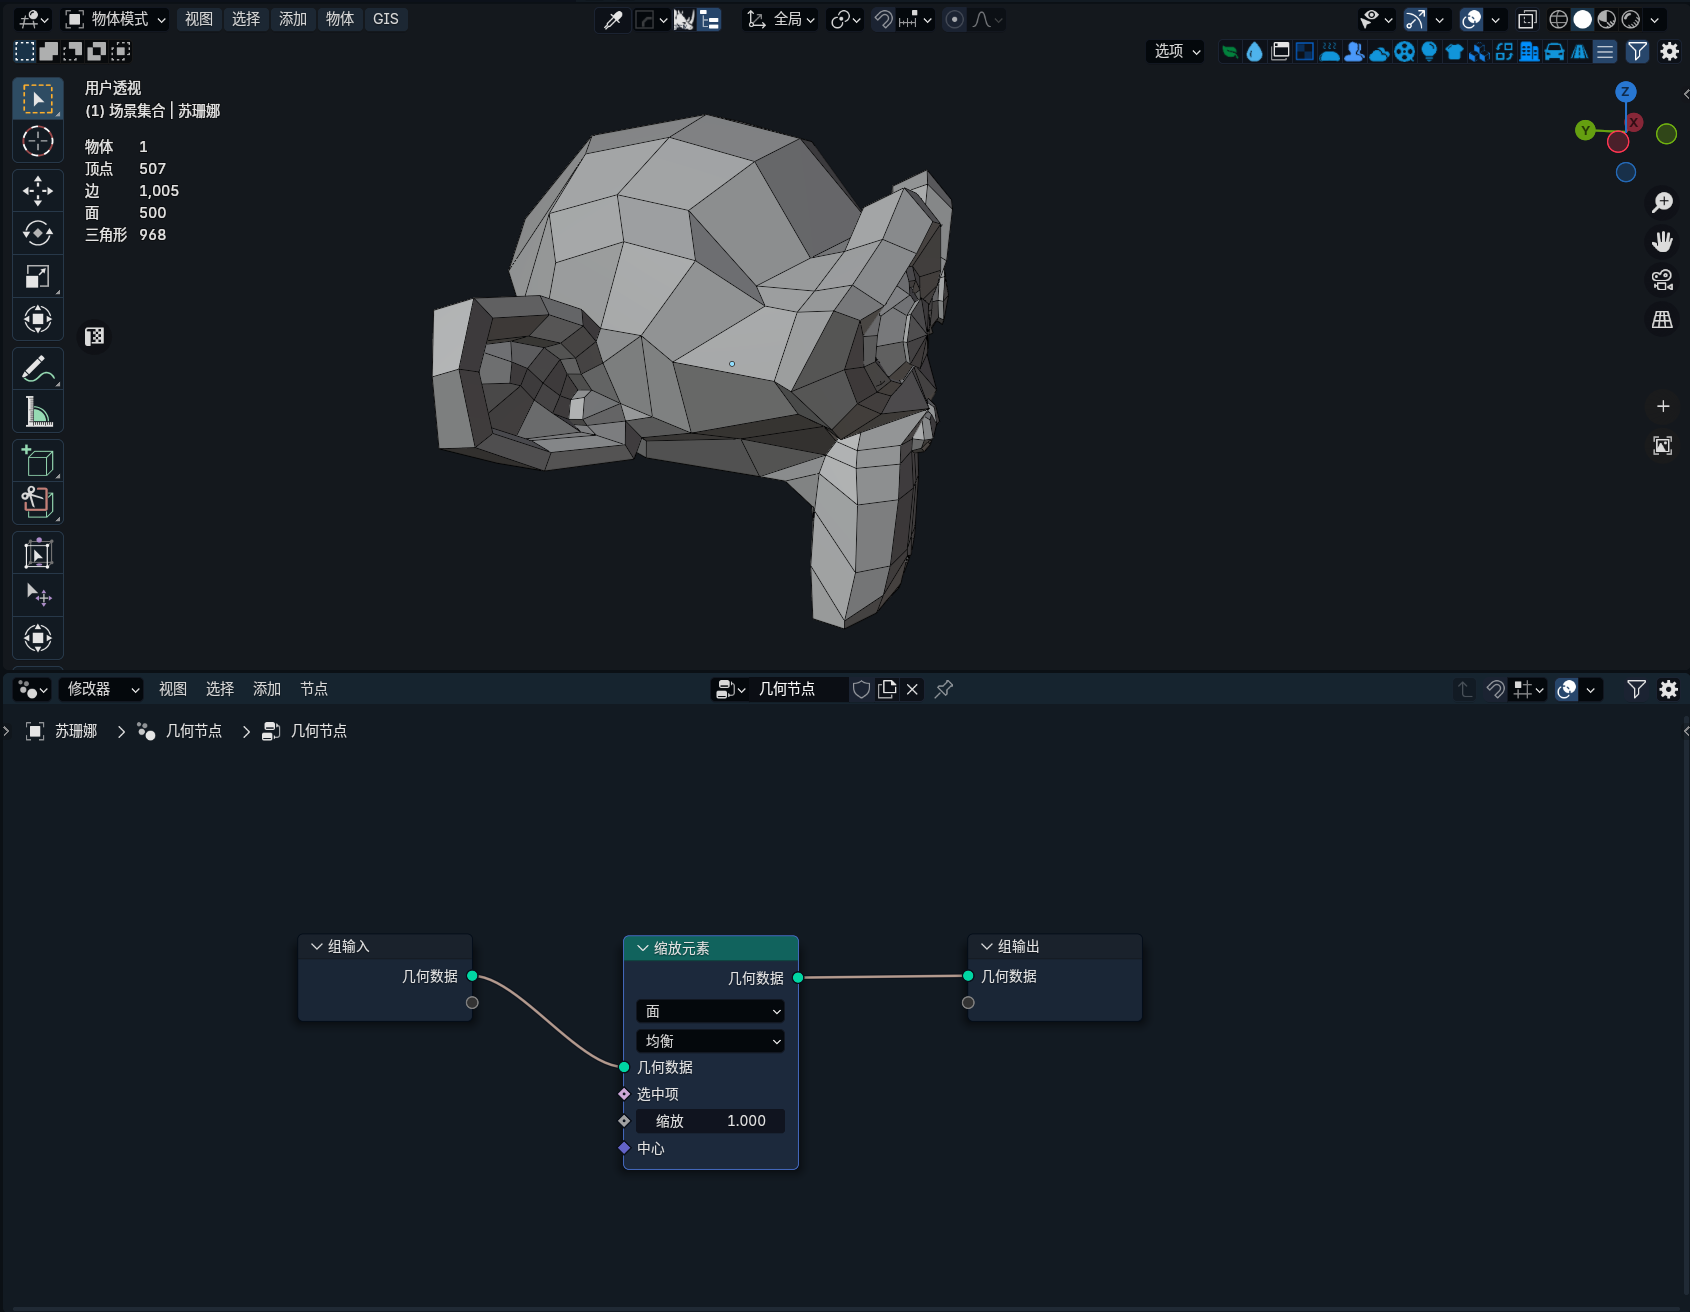 物体模式 视图 选择 添加 物体 GIS 全局
选项
用户透视
(1) 场景集合 | 苏珊娜
物体 1
顶点 507
边 1,005
面 500
三角形 968
Z
Y
X
修改器 视图 选择 添加 节点 几何节点
苏珊娜 几何节点 几何节点
组输入
几何数据
缩放元素
几何数据
面
均衡
几何数据
选中项
缩放 1.000
中心
组输出
几何数据